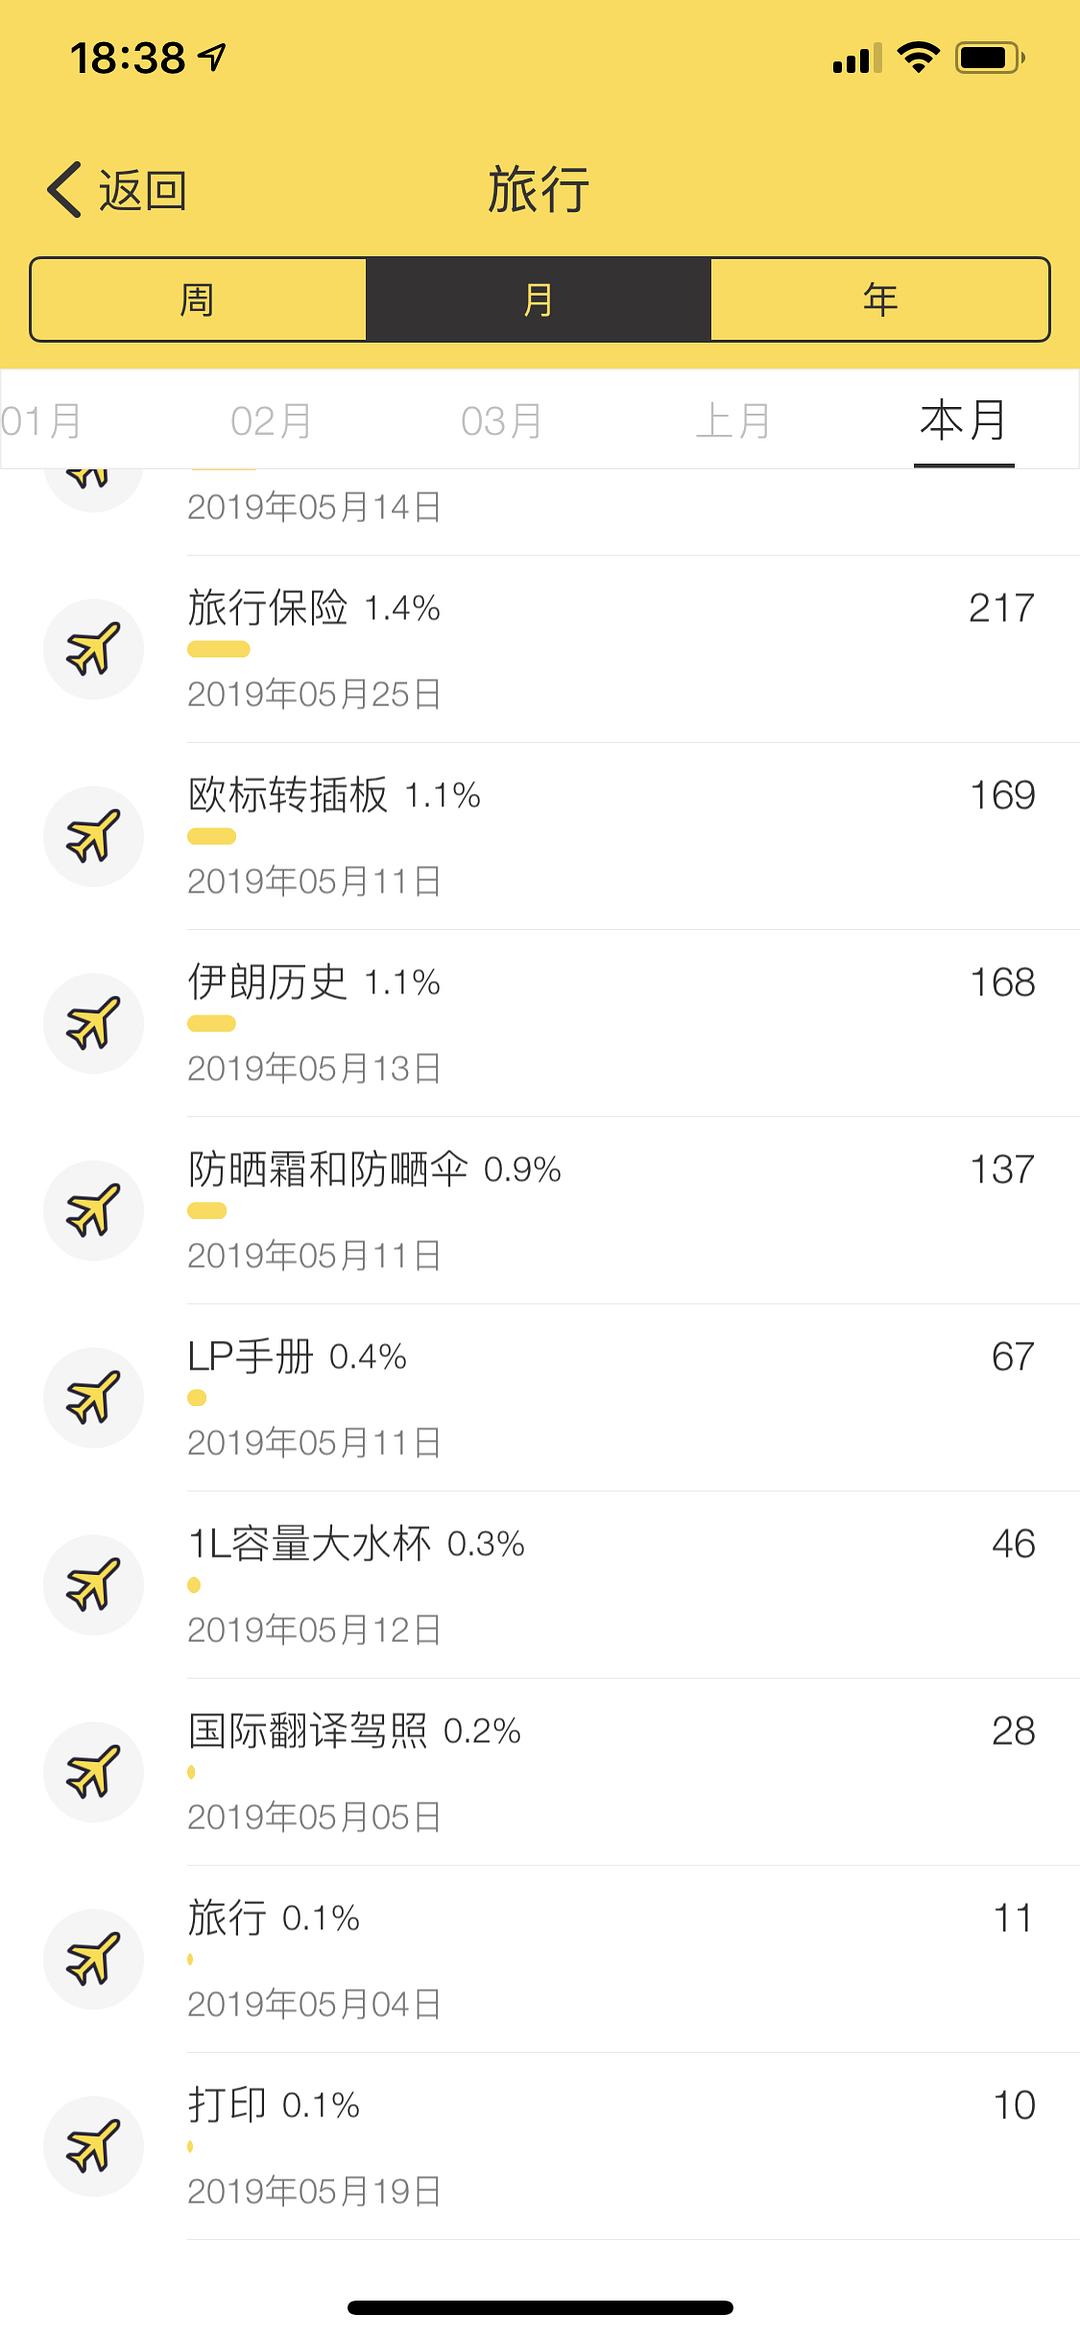 18:38
返回
旅行
周
月
年
01月
02月
03月
上月
本月
2019年05月14日
旅行保险 1.4%
217
2019年05月25日
欧标转插板 1.1%
169
2019年05月11日
伊朗历史 1.1%
168
2019年05月13日
防晒霜和防嗮伞 0.9%
137
2019年05月11日
LP手册 0.4%
67
2019年05月11日
1L容量大水杯 0.3%
46
2019年05月12日
国际翻译驾照 0.2%
28
2019年05月05日
旅行 0.1%
11
2019年05月04日
打印 0.1%
10
2019年05月19日